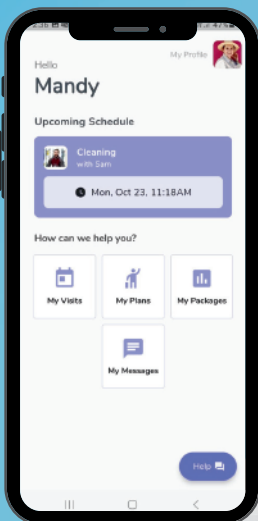 My Profile
Hello
Mandy
Upcoming Schedule
Cleaning
with Sam
Mon, Oct 23, 11:18AM
How can we help you?
My Visits
My Plans
My Packages
My Messages
Help